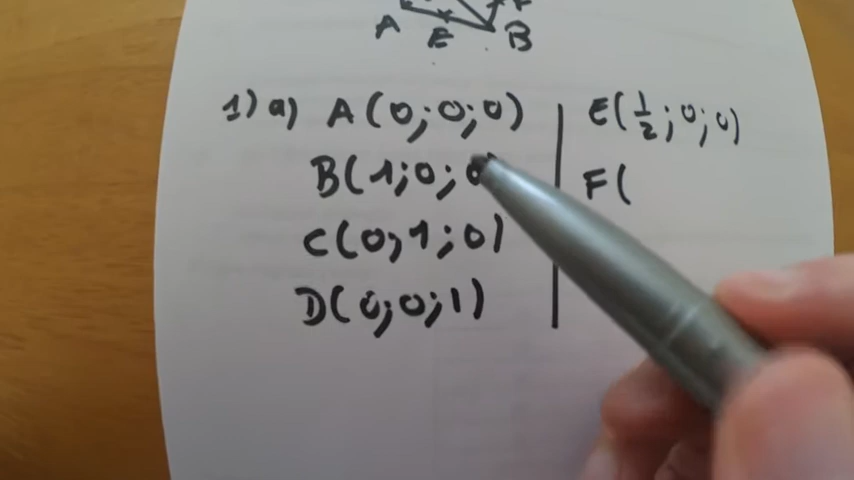 A E B
1) a) A(0;0;0)
B(1;0;0
C(0;1;0)
D(0;0;1)
E(1/2;0;0)
F(